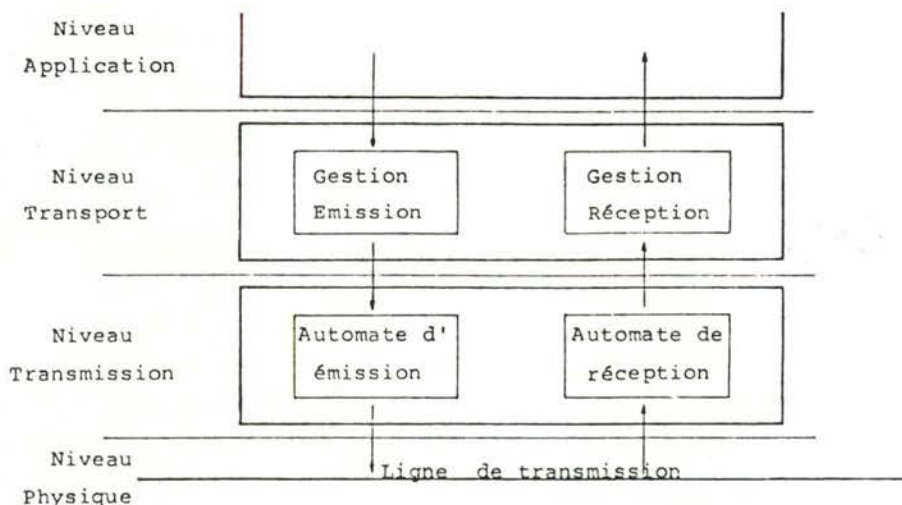 Niveau
Application
Niveau
Transport
Gestion
Emission
Gestion
Réception
Niveau
Transmission
Automate d'
émission
Automate de
réception
Niveau
Physique
Ligne de transmission